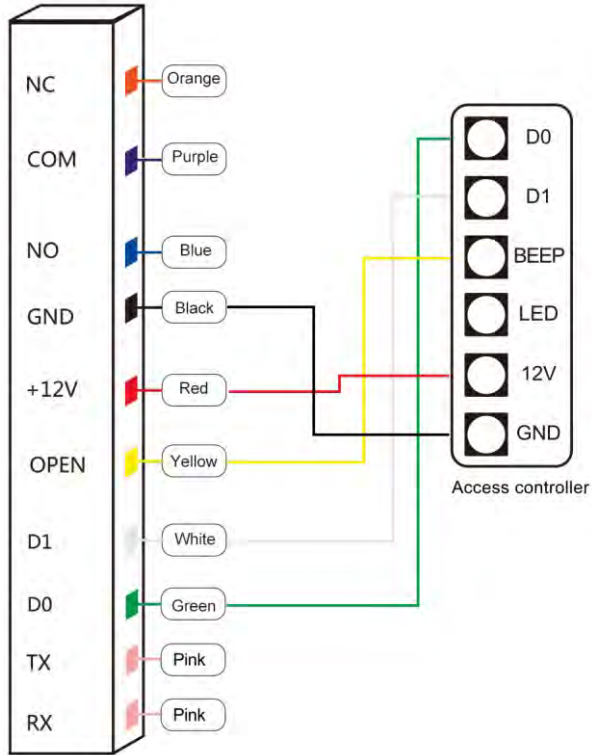 NC
Orange
COM
Purple
NO
Blue
GND
Black
+12V
Red
OPEN
Yellow
D1
White
D0
Green
TX
Pink
RX
Pink
D0
D1
BEEP
LED
12V
GND
Access controller